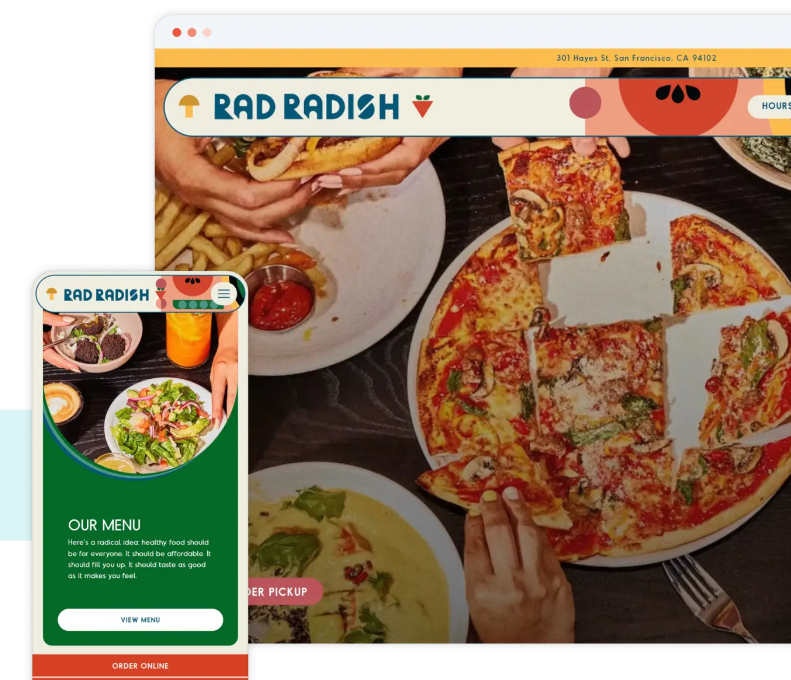 301 Hayes St, San Francisco, CA 94102
RAD RADISH
HOURS
RAD RADISH
OUR MENU
Here's a radical idea: healthy food should
be for everyone. It should be affordable. It
should fill you up. It should taste as good
as it makes you feel.
VIEW MENU
ORDER ONLINE
DER PICKUP